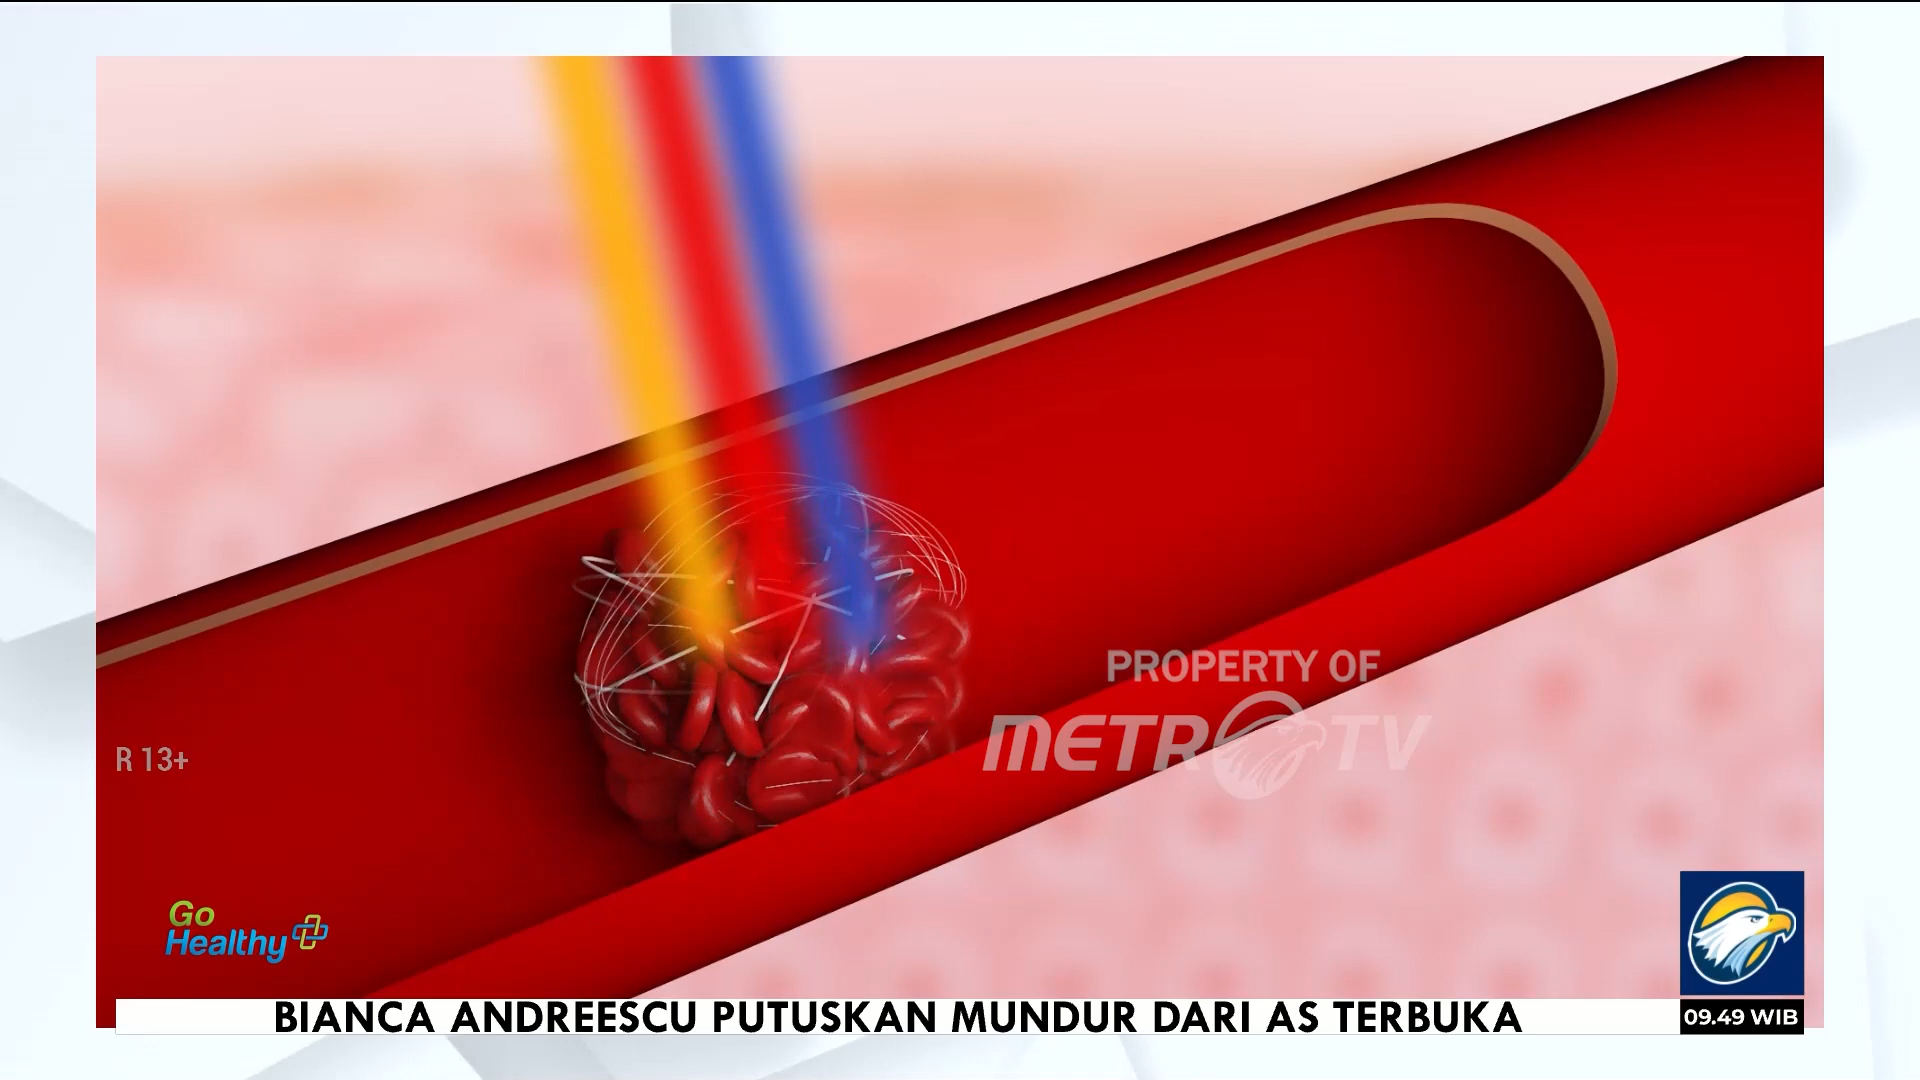 PROPERTY OF
METRO TV
R 13+
Go
Healthy
BIANCA ANDREESCU PUTUSKAN MUNDUR DARI AS TERBUKA
09.49 WIB